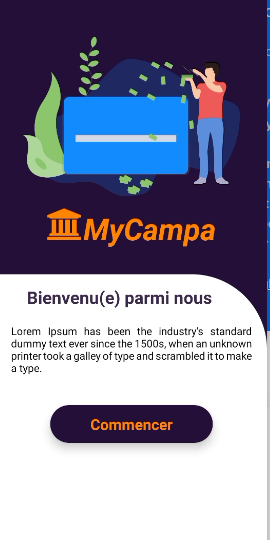 MyCampa
Bienvenu(e) parmi nous
Lorem Ipsum has been the industry's standard
dummy text ever since the 1500s, when an unknown
printer took a galley of type and scrambled it to make
a type.
Commencer